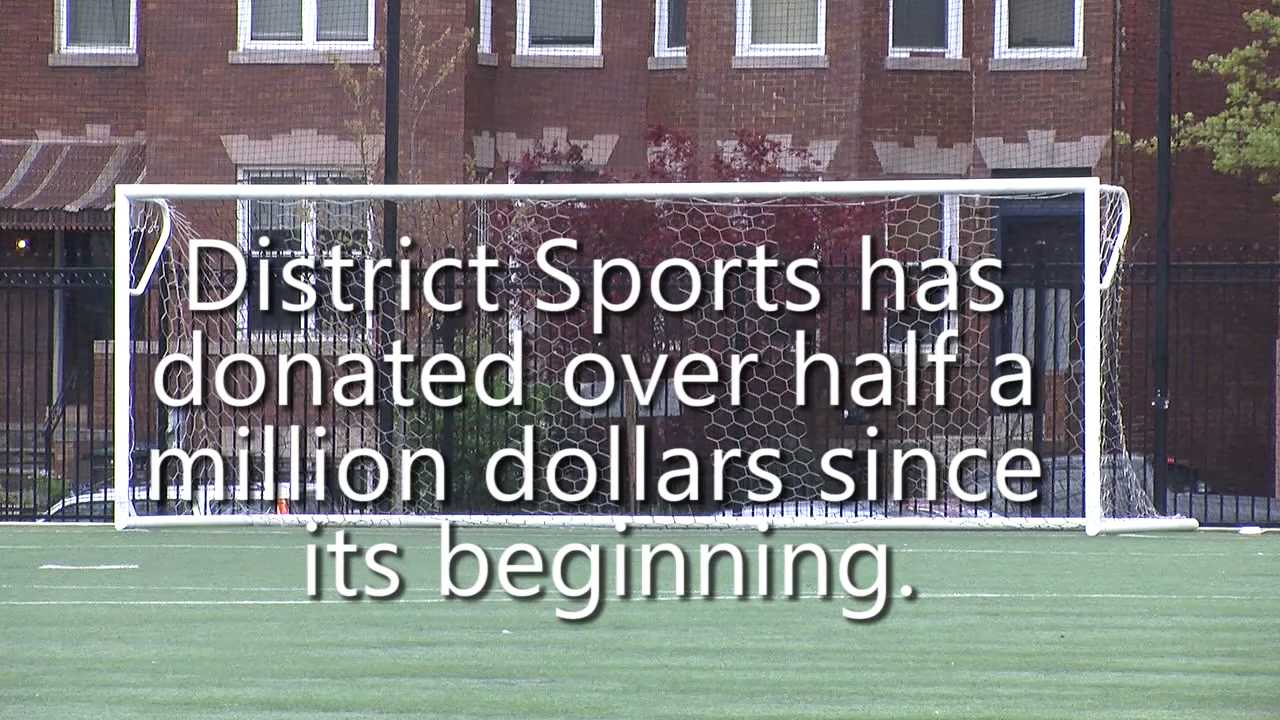 District Sports has
donated over half a
million dollars since
its beginning.